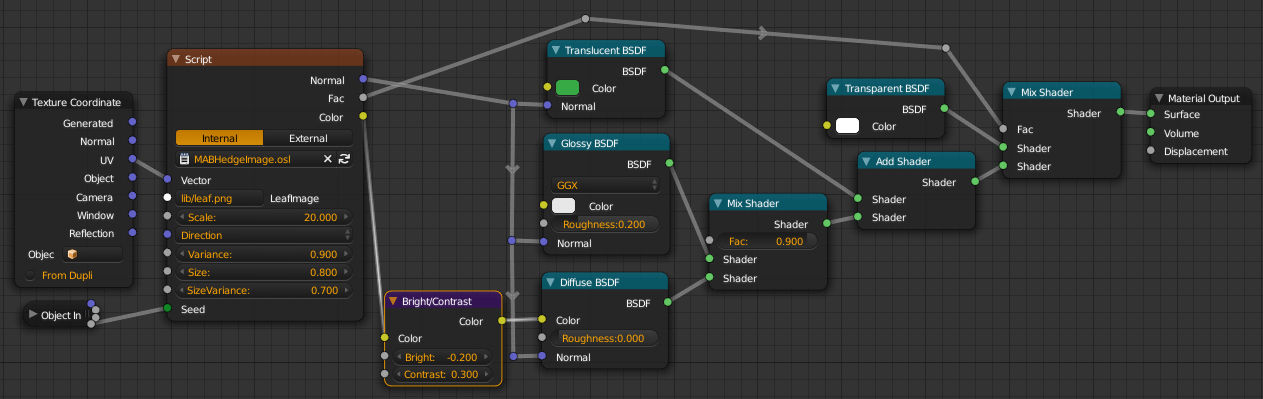 Texture Coordinate
Generated
Normal
UV
Object
Camera
Window
Reflection
Objec
From Dupli
Object In
Script
Normal
Fac
Color
Internal External
MABHedgeImage.osl
Vector
lib/leaf.png LeafImage
Scale: 20.000
Direction
Variance: 0.900
Size: 0.800
SizeVariance: 0.700
Seed
Bright/Contrast
Color
Color
Bright: -0.200
Contrast: 0.300
Translucent BSDF
BSDF
Color
Normal
Glossy BSDF
BSDF
GGX
Color
Roughness:0.200
Normal
Diffuse BSDF
BSDF
Color
Roughness:0.000
Normal
Mix Shader
Shader
Fac: 0.900
Shader
Shader
Transparent BSDF
BSDF
Color
Add Shader
Shader
Shader
Shader
Mix Shader
Shader
Fac
Shader
Shader
Material Output
Surface
Volume
Displacement